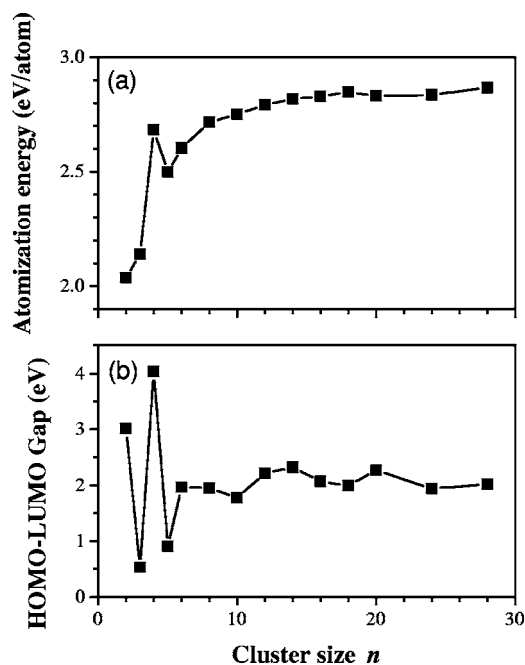 Atomization energy (eV/atom)
(a)
3.0
2.5
2.0
HOMO-LUMO Gap (eV)
(b)
4
3
2
1
0
0 10 20 30
Cluster size n